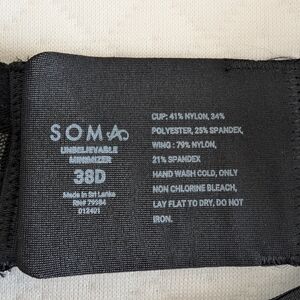 SOMA
UNBELIEVABLE
MINIMIZER
38D
Made in Sri Lanka
RN# 79984
012401
CUP: 41% NYLON, 34%
POLYESTER, 25% SPANDEX,
WING : 79% NYLON,
21% SPANDEX
HAND WASH COLD, ONLY
NON CHLORINE BLEACH,
LAY FLAT TO DRY, DO NOT
IRON.